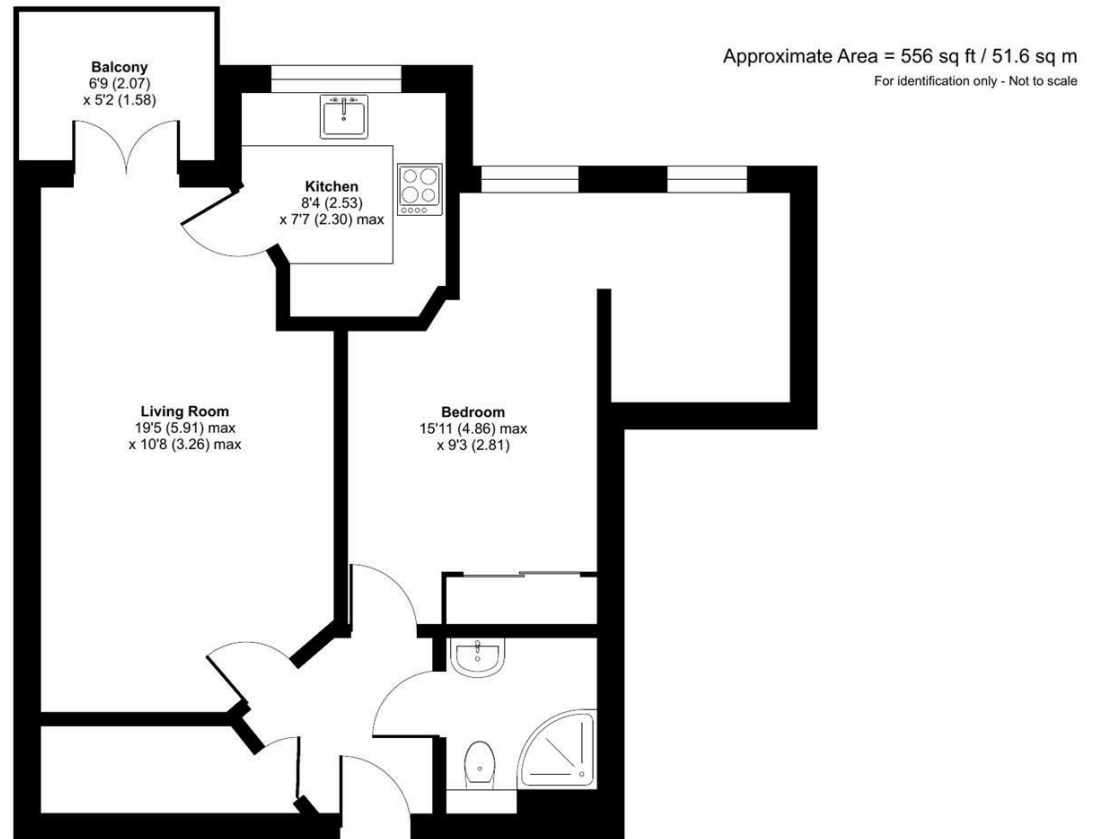 Approximate Area = 556 sq ft / 51.6 sq m
For identification only - Not to scale
Balcony
6'9 (2.07)
x 5'2 (1.58)
Kitchen
8'4 (2.53)
x 7'7 (2.30) max
Living Room
19'5 (5.91) max
x 10'8 (3.26) max
Bedroom
15'11 (4.86) max
x 9'3 (2.81)